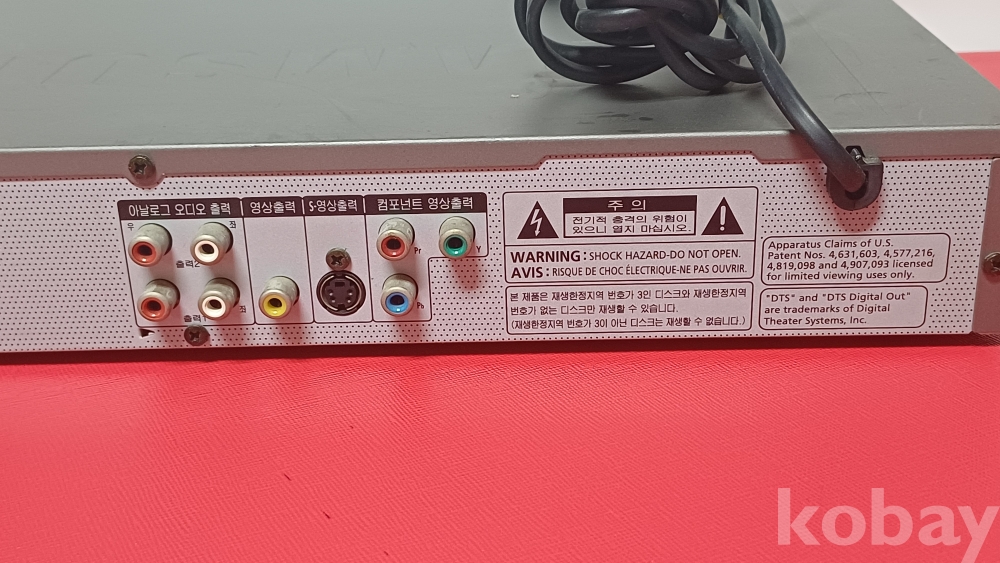 아날로그 오디오 출력
영상출력
S-영상출력
컴포넌트 영상출력
우
좌
출력2
Pr
Y
출력1
좌
Pb
주 의
전기적 충격의 위험이
있으니 열지 마십시오.
WARNING : SHOCK HAZARD-DO NOT OPEN.
AVIS : RISQUE DE CHOC ÉLECTRIQUE-NE PAS OUVRIR.
본 제품은 재생한정지역 번호가 3인 디스크와 재생한정지역
번호가 없는 디스크만 재생할 수 있습니다.
(재생한정지역 번호가 3이 아닌 디스크는 재생할 수 없습니다.)
Apparatus Claims of U.S.
Patent Nos. 4,631,603, 4,577,216,
4,819,098 and 4,907,093 licensed
for limited viewing uses only.
"DTS" and "DTS Digital Out"
are trademarks of Digital
Theater Systems, Inc.
kobay